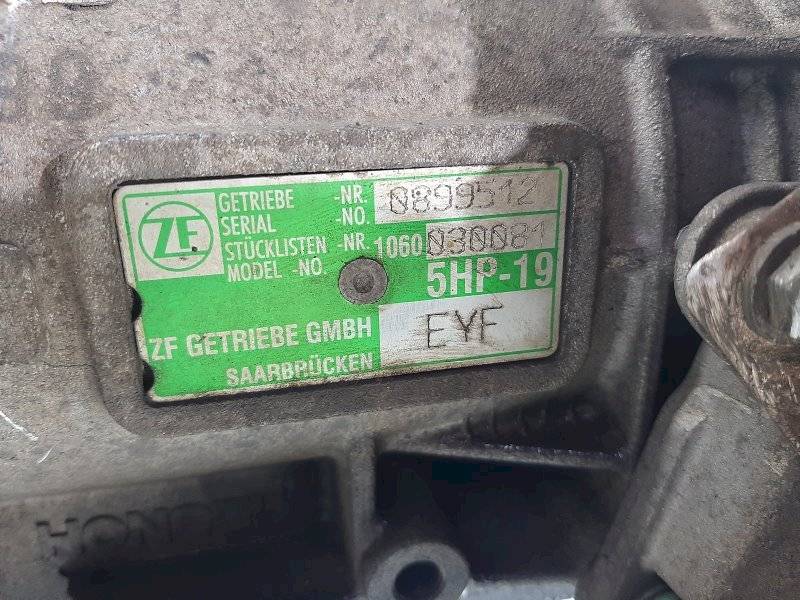 ZF
GETRIEBE -NR. 0899512
SERIAL -NO.
STÜCKLISTEN -NR. 1060 030081
MODEL -NO.
5HP-19
ZF GETRIEBE GMBH EYF
SAARBRÜCKEN